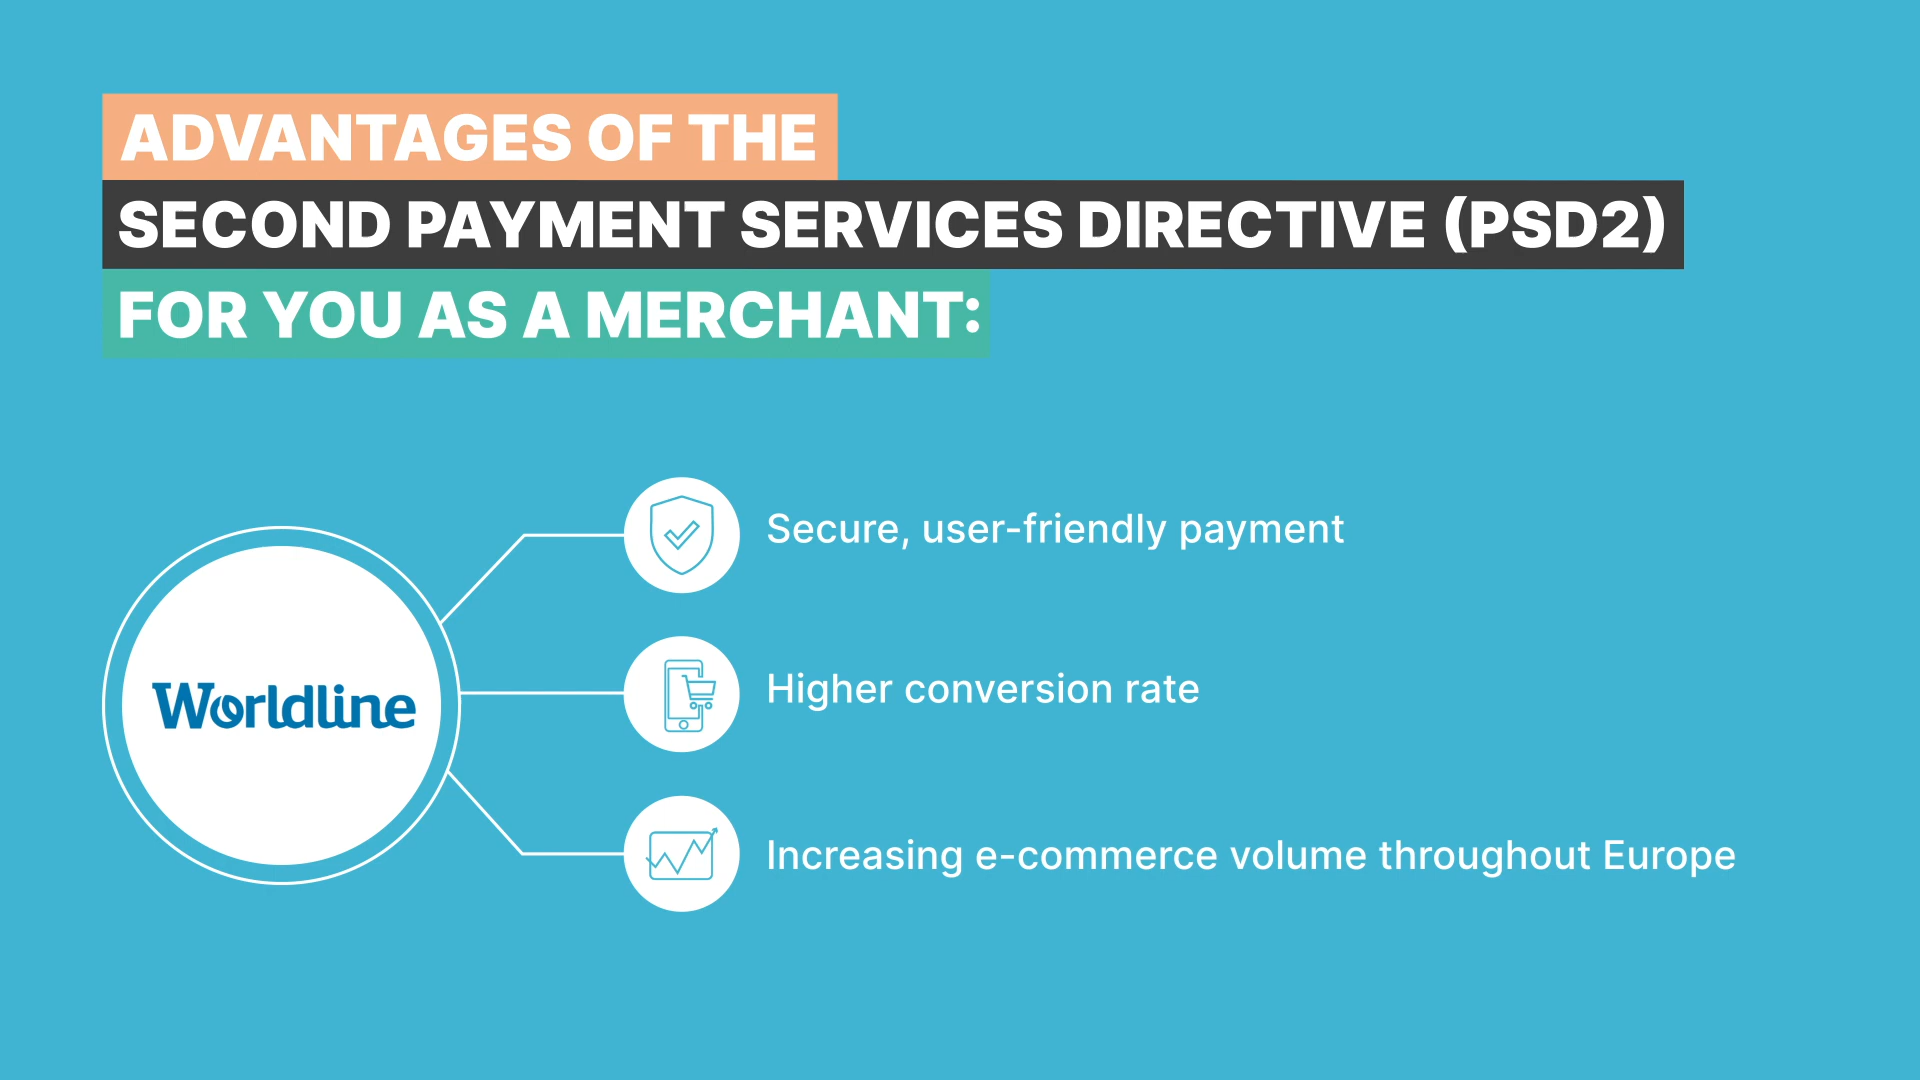 ADVANTAGES OF THE
SECOND PAYMENT SERVICES DIRECTIVE (PSD2)
FOR YOU AS A MERCHANT:
Secure, user-friendly payment
Worldline
Higher conversion rate
Increasing e-commerce volume throughout Europe